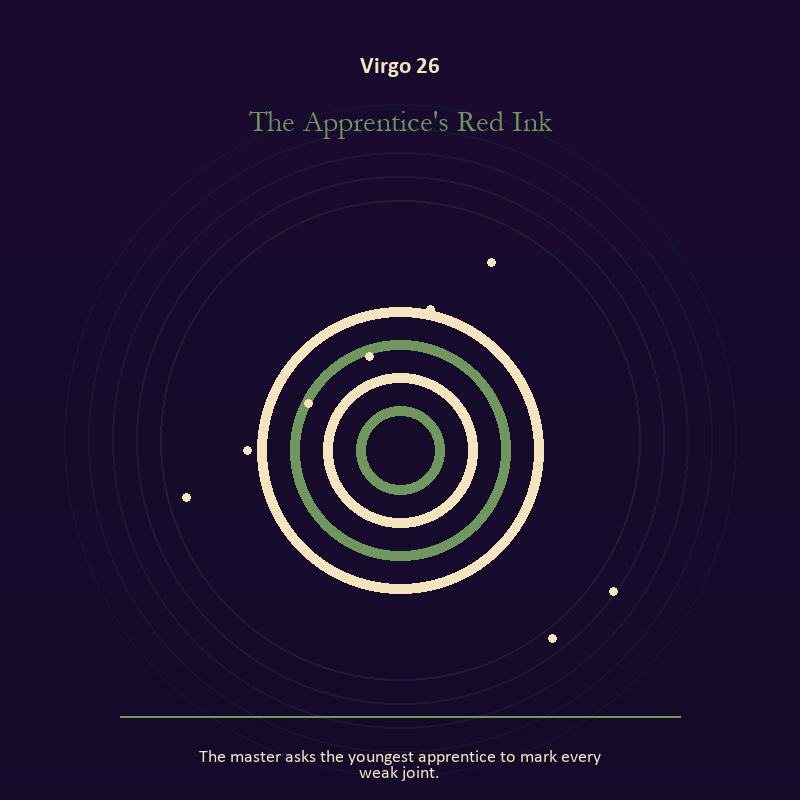 Virgo 26
The Apprentice's Red Ink
The master asks the youngest apprentice to mark every
weak joint.